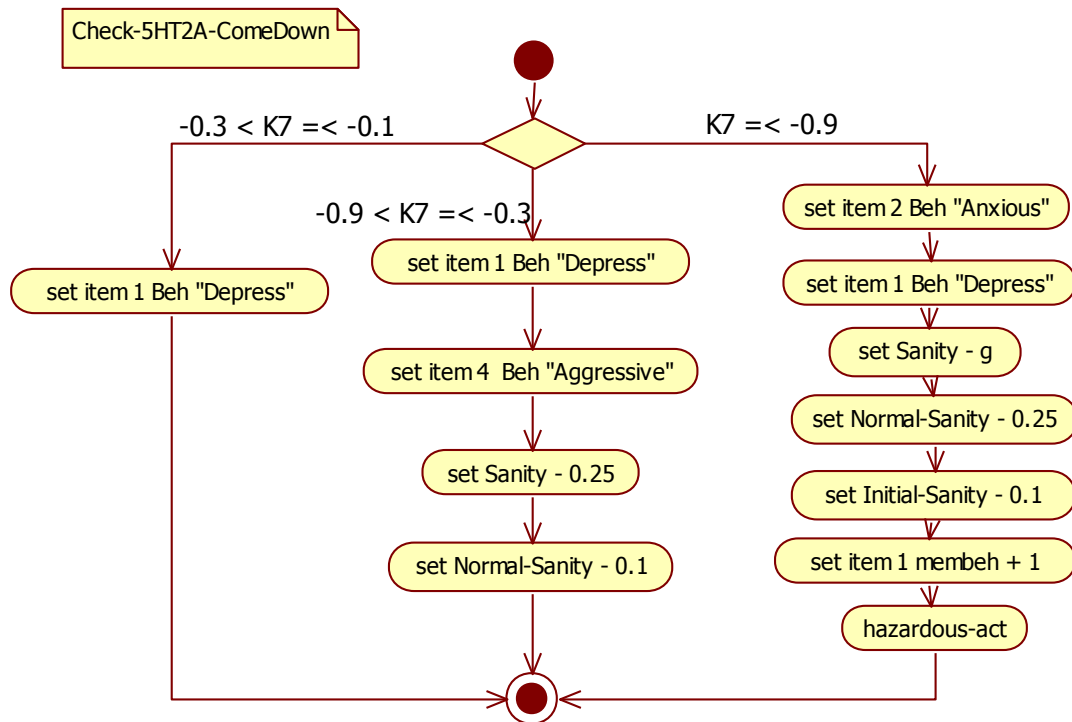 Check-5HT2A-ComeDown
-0.3 < K7 =< -0.1
K7 =< -0.9
-0.9 < K7 =< -0.3
set item 1 Beh "Depress"
set item 1 Beh "Depress"
set item 4  Beh "Aggressive"
set Sanity - 0.25
set Normal-Sanity - 0.1
set item 2 Beh "Anxious"
set item 1 Beh "Depress"
set Sanity - g
set Normal-Sanity - 0.25
set Initial-Sanity - 0.1
set item 1 membeh + 1
hazardous-act